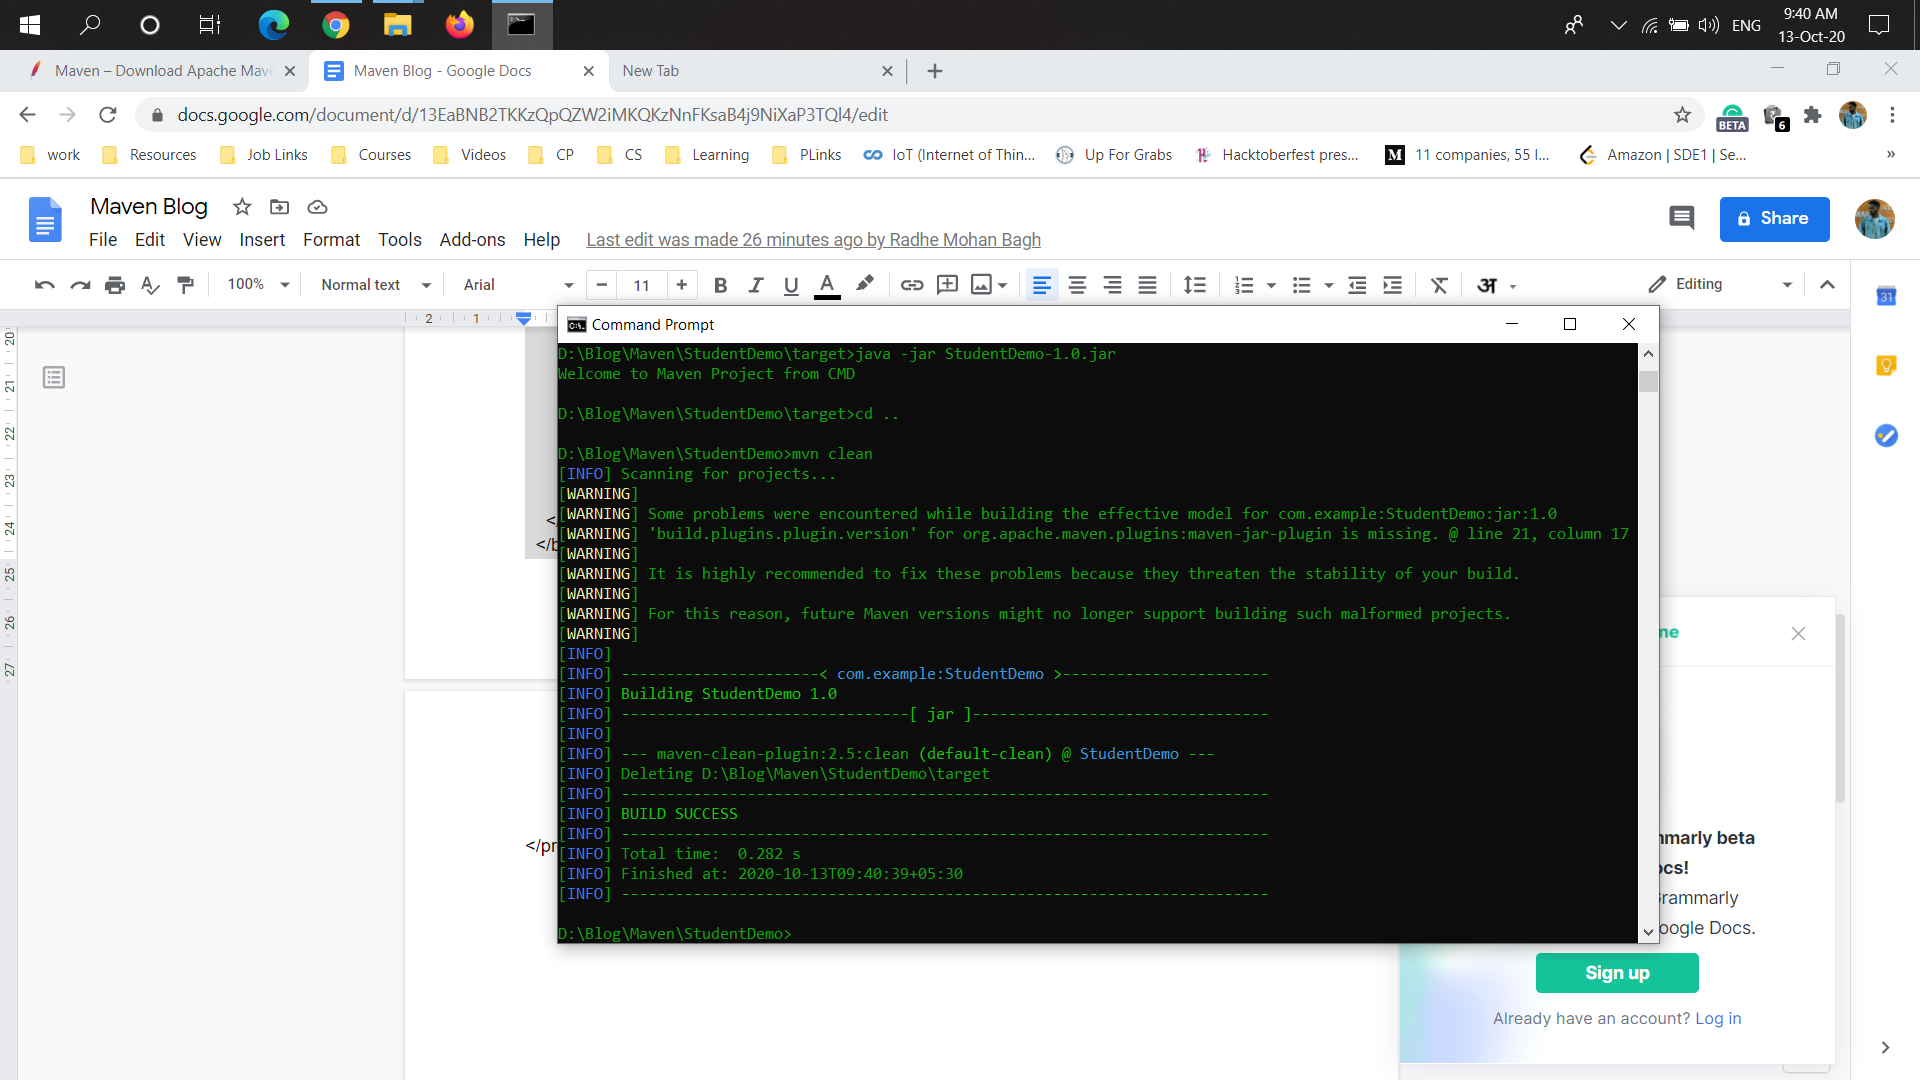 ENG
9:40 AM
13-Oct-20
Maven – Download Apache Mave
Maven Blog - Google Docs
New Tab
docs.google.com/document/d/13EaBNB2TKKzQpQZW2iMKQKzNnFKsaB4j9NiXaP3TQl4/edit
BETA
6
work
Resources
Job Links
Courses
Videos
CP
CS
Learning
PLinks
IoT (Internet of Thin...
Up For Grabs
Hacktoberfest pres...
M 11 companies, 55 I...
Amazon | SDE1 | Se...
»
Maven Blog
File Edit View Insert Format Tools Add-ons Help
Last edit was made 26 minutes ago by Radhe Mohan Bagh
Share
100%
Normal text
Arial
− 11 +
B I U A
अ
Editing
31
2 1
20
21
22
23
24
25
26
27
</
</b
</pr
Command Prompt
D:\Blog\Maven\StudentDemo\target>java -jar StudentDemo-1.0.jar
Welcome to Maven Project from CMD
D:\Blog\Maven\StudentDemo\target>cd ..
D:\Blog\Maven\StudentDemo>mvn clean
[INFO] Scanning for projects...
[WARNING]
[WARNING] Some problems were encountered while building the effective model for com.example:StudentDemo:jar:1.0
[WARNING] 'build.plugins.plugin.version' for org.apache.maven.plugins:maven-jar-plugin is missing. @ line 21, column 17
[WARNING]
[WARNING] It is highly recommended to fix these problems because they threaten the stability of your build.
[WARNING]
[WARNING] For this reason, future Maven versions might no longer support building such malformed projects.
[WARNING]
[INFO]
[INFO] ----------------------< com.example:StudentDemo >-----------------------
[INFO] Building StudentDemo 1.0
[INFO] --------------------------------[ jar ]---------------------------------
[INFO]
[INFO] --- maven-clean-plugin:2.5:clean (default-clean) @ StudentDemo ---
[INFO] Deleting D:\Blog\Maven\StudentDemo\target
[INFO] ------------------------------------------------------------------------
[INFO] BUILD SUCCESS
[INFO] ------------------------------------------------------------------------
[INFO] Total time:  0.282 s
[INFO] Finished at: 2020-10-13T09:40:39+05:30
[INFO] ------------------------------------------------------------------------
D:\Blog\Maven\StudentDemo>
ne
mmarly beta
ocs!
Grammarly
oogle Docs.
Sign up
Already have an account? Log in